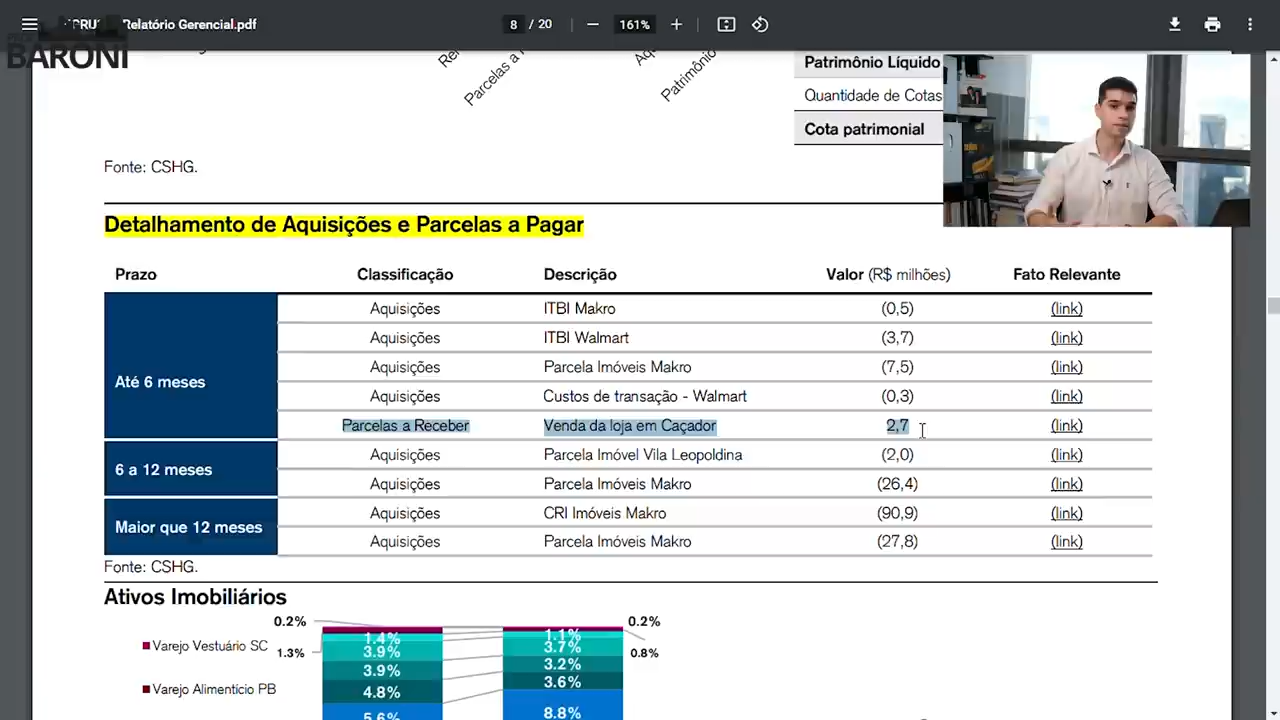 Relatório Gerencial.pdf
8 / 20
161%
BARONI
Parcelas a
Patrimônio
Patrimônio Líquido
Quantidade de Cotas
Cota patrimonial
Fonte: CSHG.
Detalhamento de Aquisições e Parcelas a Pagar
Prazo Classificação Descrição Valor (R$ milhões) Fato Relevante
Até 6 meses
Aquisições ITBI Makro (0,5) (link)
Aquisições ITBI Walmart (3,7) (link)
Aquisições Parcela Imóveis Makro (7,5) (link)
Aquisições Custos de transação - Walmart (0,3) (link)
Parcelas a Receber Venda da loja em Caçador 2,7 (link)
6 a 12 meses
Aquisições Parcela Imóvel Vila Leopoldina (2,0) (link)
Aquisições Parcela Imóveis Makro (26,4) (link)
Maior que 12 meses
Aquisições CRI Imóveis Makro (90,9) (link)
Aquisições Parcela Imóveis Makro (27,8) (link)
Fonte: CSHG.
Ativos Imobiliários
0.2% 0.2%
Varejo Vestuário SC 1.3% 1.4% 1.1% 0.8%
3.9% 3.7%
3.9% 3.2%
Varejo Alimentício PB 4.8% 3.6%
5.6% 8.8%